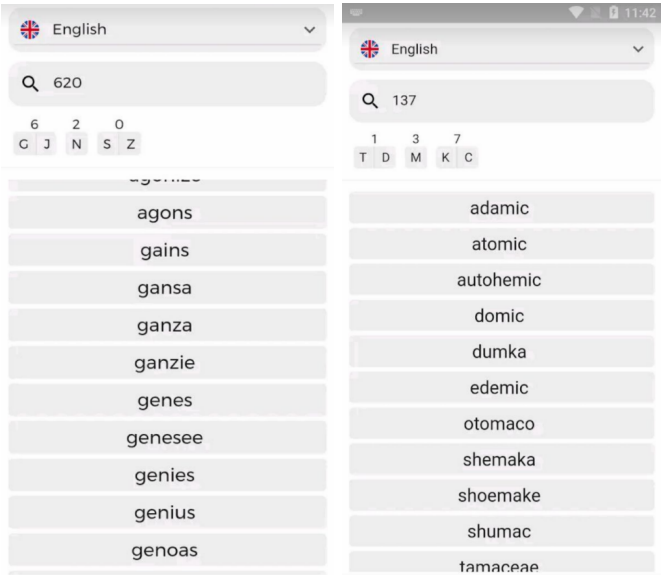 English
620
6 2 0
G J N S Z
agonize
agons
gains
gansa
ganza
ganzie
genes
genesee
genies
genius
genoas
11:42
English
137
1 3 7
T D M K C
adamic
atomic
autohemic
domic
dumka
edemic
otomaco
shemaka
shoemake
shumac
tamaceae